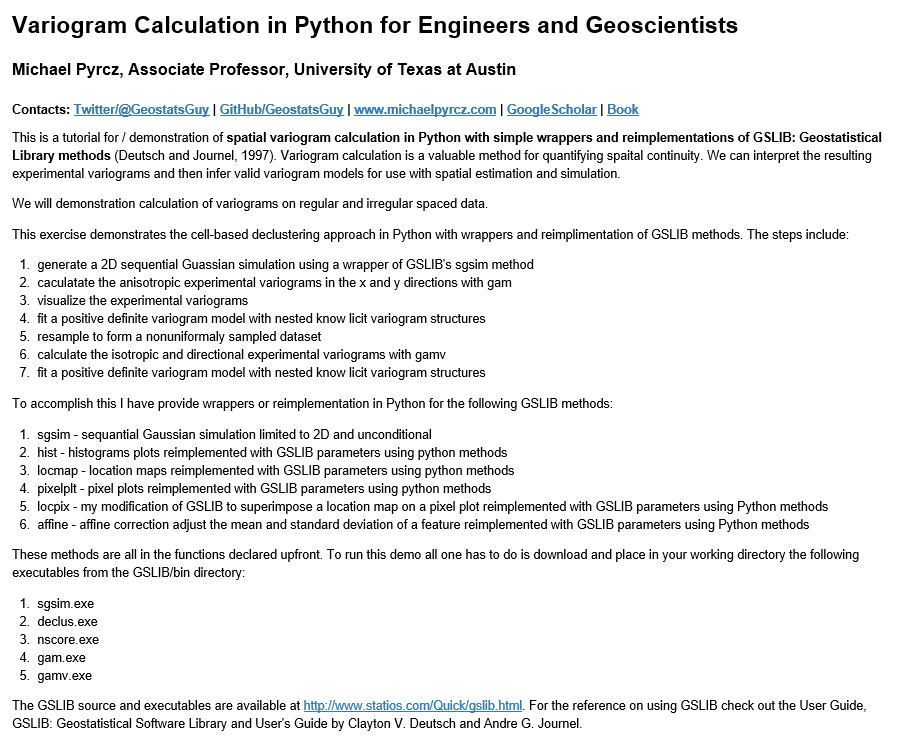 Variogram Calculation in Python for Engineers and Geoscientists
Michael Pyrcz, Associate Professor, University of Texas at Austin
Contacts: Twitter/@GeostatsGuy | GitHub/GeostatsGuy | www.michaelpyrcz.com | GoogleScholar | Book
This is a tutorial for / demonstration of spatial variogram calculation in Python with simple wrappers and reimplementations of GSLIB: Geostatistical
Library methods (Deutsch and Journel, 1997). Variogram calculation is a valuable method for quantifying spaital continuity. We can interpret the resulting
experimental variograms and then infer valid variogram models for use with spatial estimation and simulation.
We will demonstration calculation of variograms on regular and irregular spaced data.
This exercise demonstrates the cell-based declustering approach in Python with wrappers and reimplimentation of GSLIB methods. The steps include:
1. generate a 2D sequential Guassian simulation using a wrapper of GSLIB's sgsim method
2. caculatate the anisotropic experimental variograms in the x and y directions with gam
3. visualize the experimental variograms
4. fit a positive definite variogram model with nested know licit variogram structures
5. resample to form a nonuniformaly sampled dataset
6. calculate the isotropic and directional experimental variograms with gamv
7. fit a positive definite variogram model with nested know licit variogram structures
To accomplish this I have provide wrappers or reimplementation in Python for the following GSLIB methods:
1. sgsim - sequantial Gaussian simulation limited to 2D and unconditional
2. hist - histograms plots reimplemented with GSLIB parameters using python methods
3. locmap - location maps reimplemented with GSLIB parameters using python methods
4. pixelplt - pixel plots reimplemented with GSLIB parameters using python methods
5. locpix - my modification of GSLIB to superimpose a location map on a pixel plot reimplemented with GSLIB parameters using Python methods
6. affine - affine correction adjust the mean and standard deviation of a feature reimplemented with GSLIB parameters using Python methods
These methods are all in the functions declared upfront. To run this demo all one has to do is download and place in your working directory the following
executables from the GSLIB/bin directory:
1. sgsim.exe
2. declus.exe
3. nscore.exe
4. gam.exe
5. gamv.exe
The GSLIB source and executables are available at http://www.statios.com/Quick/gslib.html. For the reference on using GSLIB check out the User Guide,
GSLIB: Geostatistical Software Library and User's Guide by Clayton V. Deutsch and Andre G. Journel.